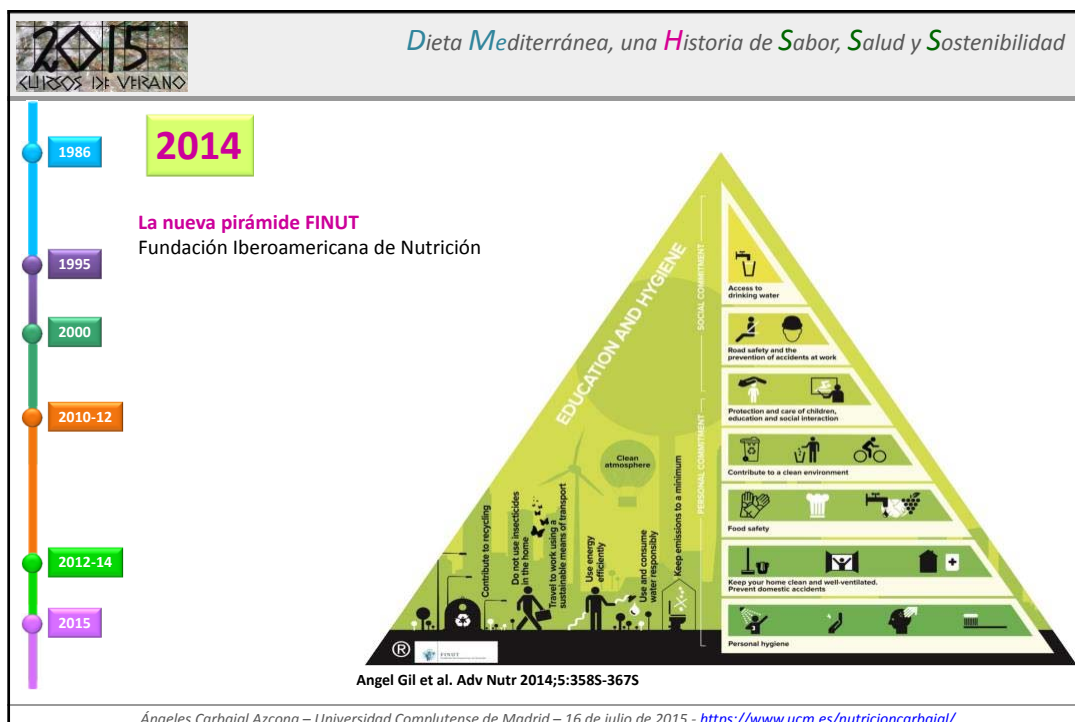 2015
CURSOS DE VERANO
Dieta Mediterránea, una Historia de Sabor, Salud y Sostenibilidad
1986
1995
2000
2010-12
2012-14
2015
2014
La nueva pirámide FINUT
Fundación Iberoamericana de Nutrición
EDUCATION AND HYGIENE
SOCIAL COMMITMENT
PERSONAL COMMITMENT
Access to
drinking water
Road safety and the
prevention of accidents at work
Protection and care of children,
education and social interaction
Contribute to a clean environment
Food safety
Keep your home clean and well-ventilated.
Prevent domestic accidents
Personal hygiene
Clean
atmosphere
Contribute to recycling
Do not use insecticides
in the home
Travel to work using a
sustainable means of transport
Use energy
efficiently
Use and consume
water responsibly
Keep emissions to a minimum
®
FINUT
Angel Gil et al. Adv Nutr 2014;5:358S-367S
Ángeles Carbajal Azcona – Universidad Complutense de Madrid – 16 de julio de 2015 - https://www.ucm.es/nutricioncarbajal/